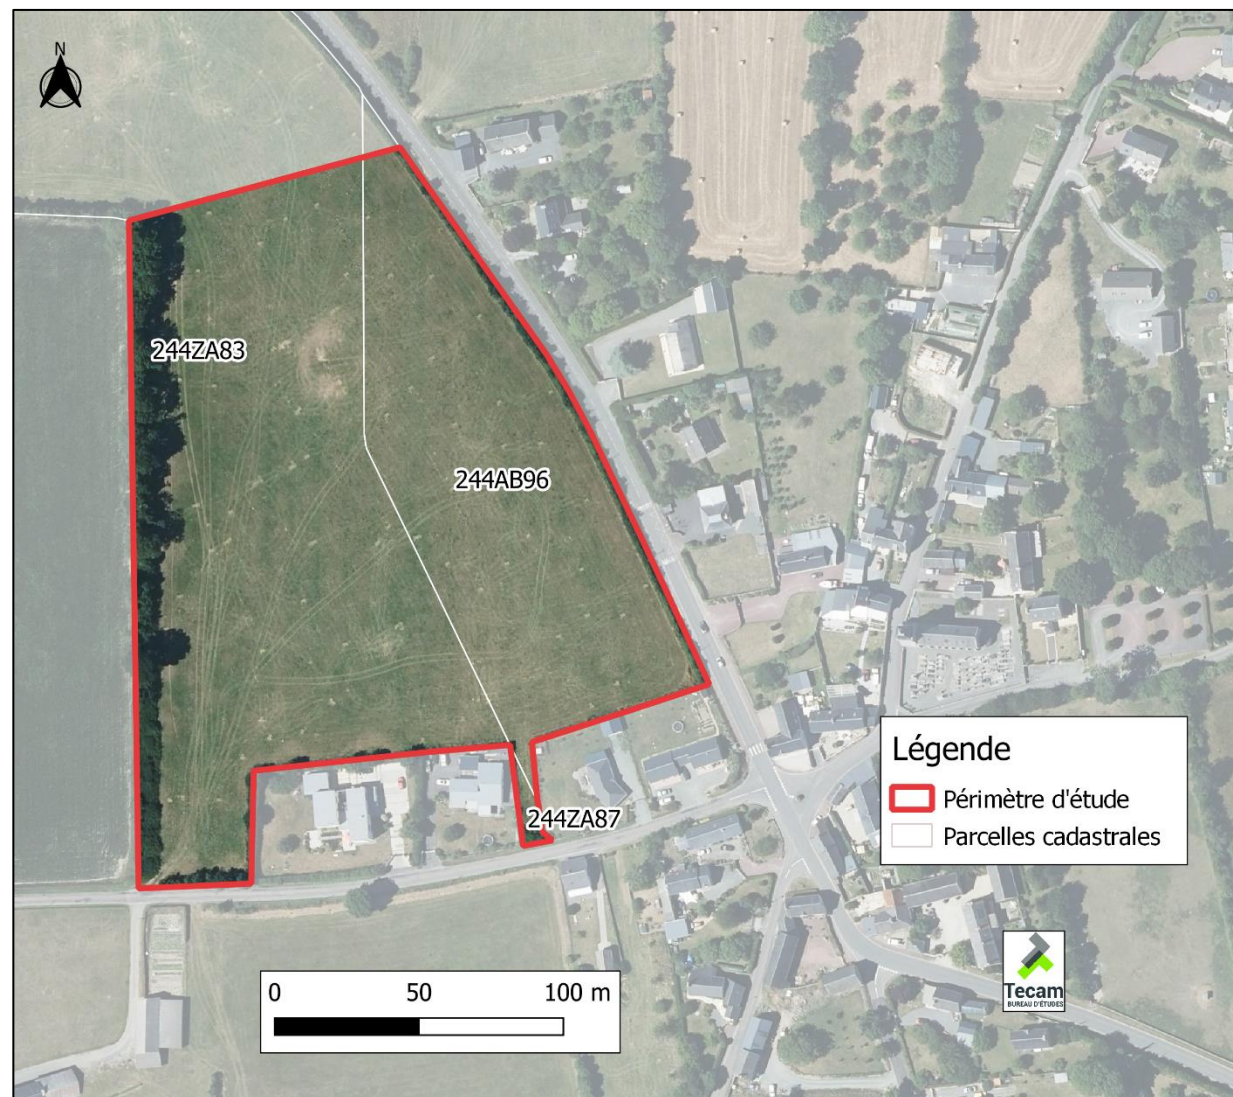 N
244ZA83
244AB96
244ZA87
Légende
Périmètre d'étude
Parcelles cadastrales
0 50 100 m
Tecam
BUREAU D'ÉTUDES